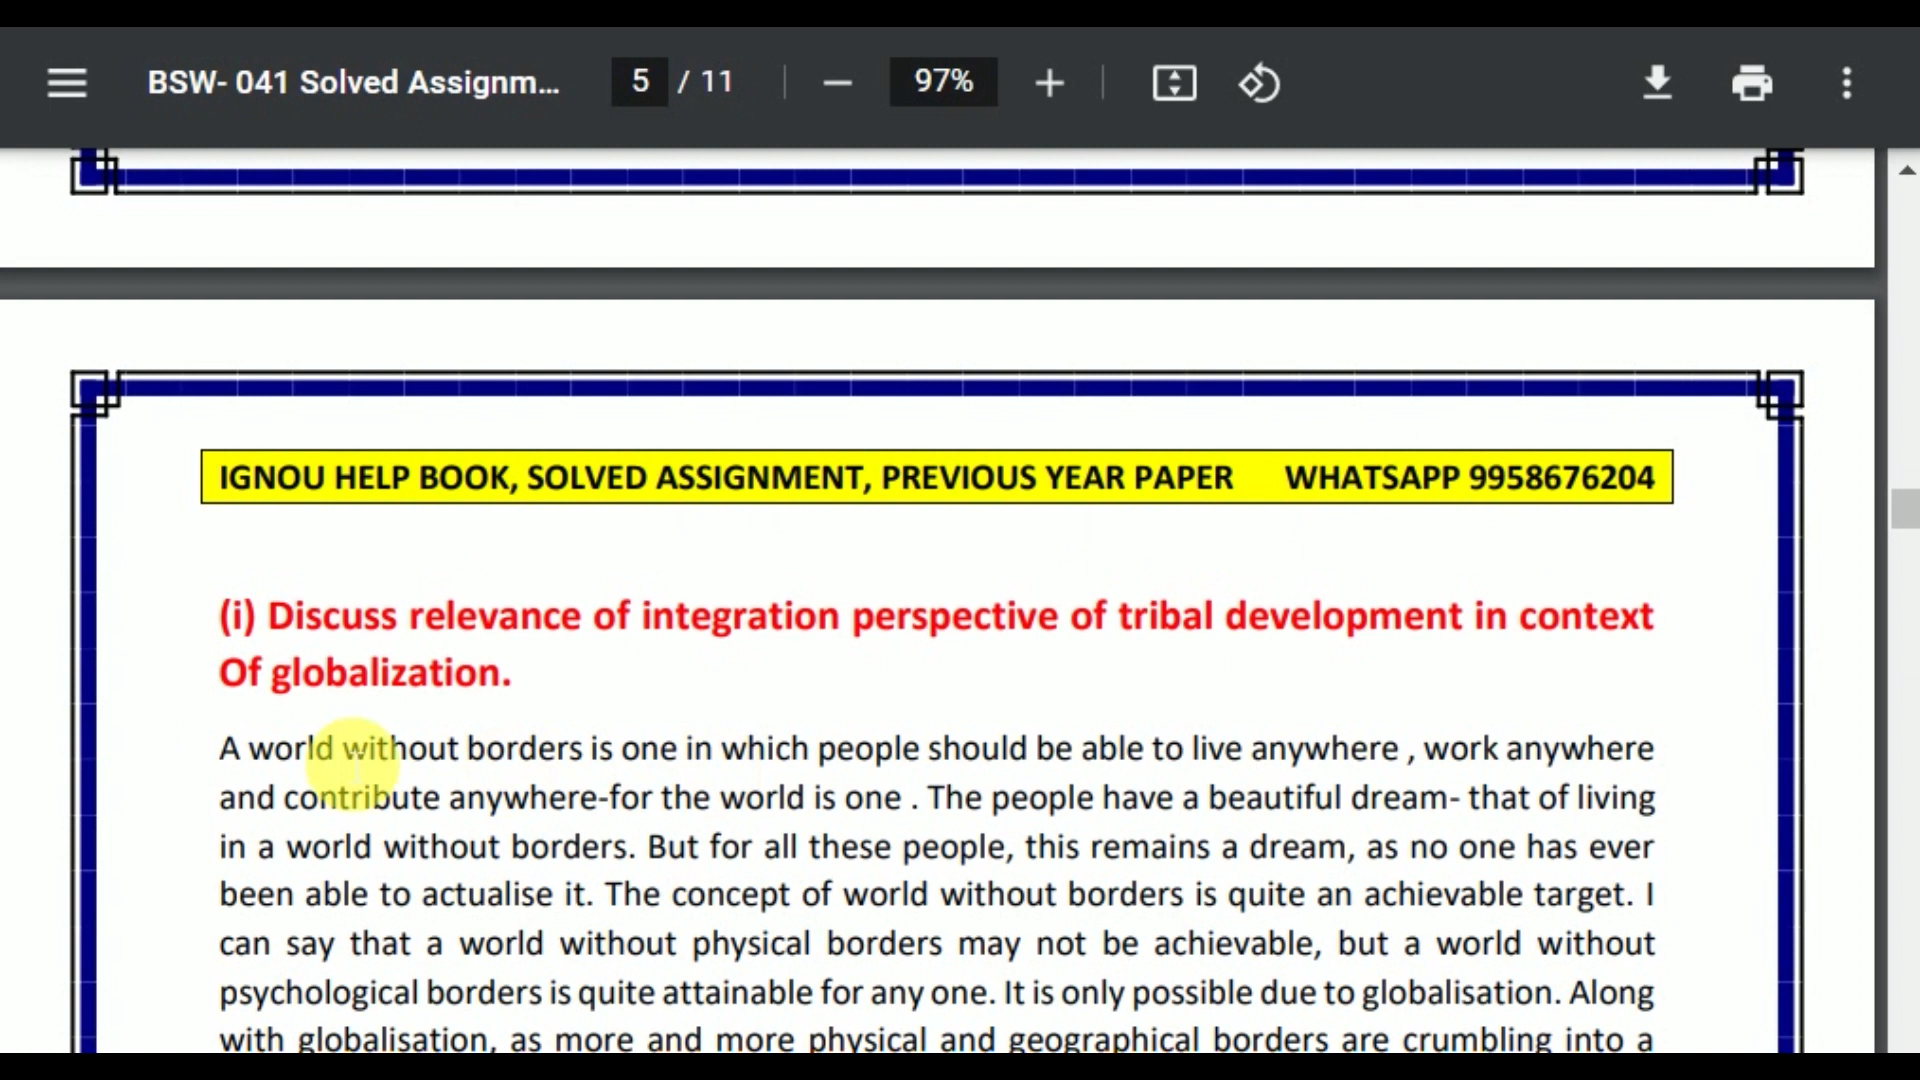 BSW- 041 Solved Assignm... 5 / 11 97%
IGNOU HELP BOOK, SOLVED ASSIGNMENT, PREVIOUS YEAR PAPER WHATSAPP 9958676204
(i) Discuss relevance of integration perspective of tribal development in context
Of globalization.
A world without borders is one in which people should be able to live anywhere , work anywhere
and contribute anywhere-for the world is one . The people have a beautiful dream- that of living
in a world without borders. But for all these people, this remains a dream, as no one has ever
been able to actualise it. The concept of world without borders is quite an achievable target. I
can say that a world without physical borders may not be achievable, but a world without
psychological borders is quite attainable for any one. It is only possible due to globalisation. Along
with globalisation, as more and more physical and geographical borders are crumbling into a